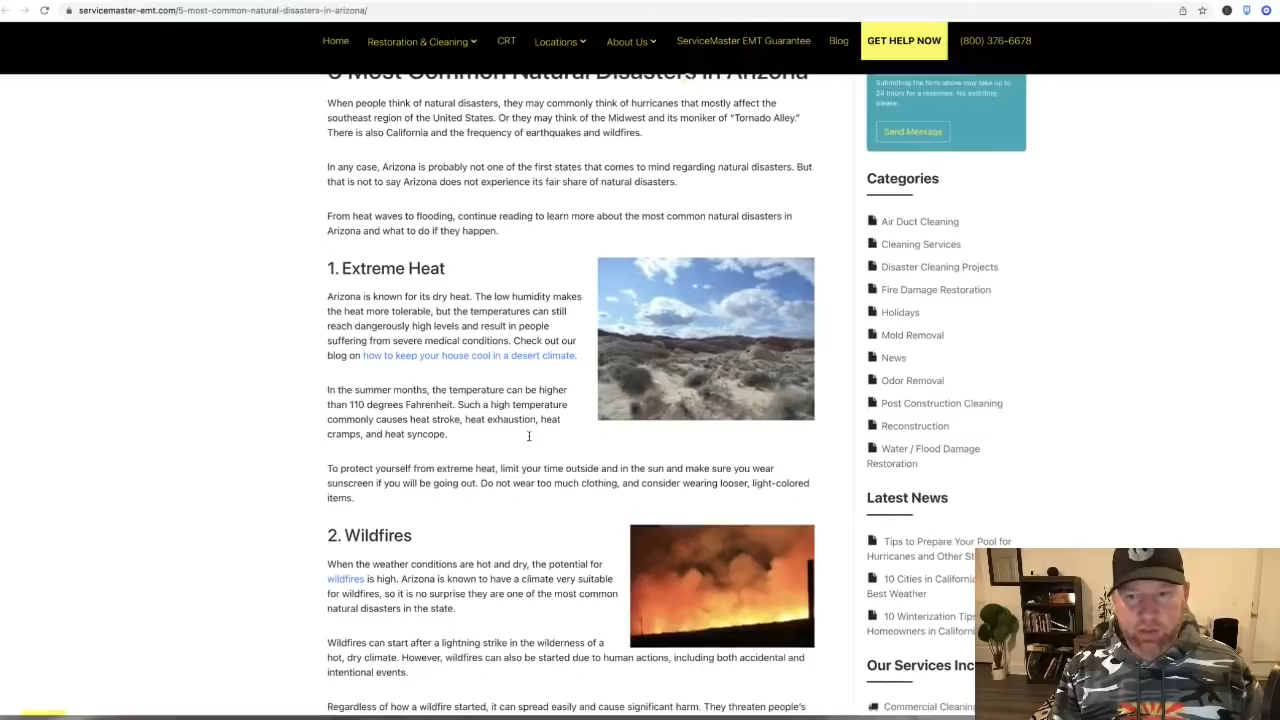 servicemaster-emt.com/5-most-common-natural-disasters-in-arizona/
Home
Restoration & Cleaning
CRT
Locations
About Us
ServiceMaster EMT Guarantee
Blog
GET HELP NOW
(800) 376-6678
5 Most Common Natural Disasters in Arizona
When people think of natural disasters, they may commonly think of hurricanes that mostly affect the
southeast region of the United States. Or they may think of the Midwest and its moniker of “Tornado Alley.”
There is also California and the frequency of earthquakes and wildfires.
In any case, Arizona is probably not one of the first states that comes to mind regarding natural disasters. But
that is not to say Arizona does not experience its fair share of natural disasters.
From heat waves to flooding, continue reading to learn more about the most common natural disasters in
Arizona and what to do if they happen.
1. Extreme Heat
Arizona is known for its dry heat. The low humidity makes
the heat more tolerable, but the temperatures can still
reach dangerously high levels and result in people
suffering from severe medical conditions. Check out our
blog on how to keep your house cool in a desert climate.
In the summer months, the temperature can be higher
than 110 degrees Fahrenheit. Such a high temperature
commonly causes heat stroke, heat exhaustion, heat
cramps, and heat syncope.
To protect yourself from extreme heat, limit your time outside and in the sun and make sure you wear
sunscreen if you will be going out. Do not wear too much clothing, and consider wearing looser, light-colored
items.
2. Wildfires
When the weather conditions are hot and dry, the potential for
wildfires is high. Arizona is known to have a climate very suitable
for wildfires, so it is no surprise they are one of the most common
natural disasters in the state.
Wildfires can start after a lightning strike in the wilderness of a
hot, dry climate. However, wildfires can also be started due to human actions, including both accidental and
intentional events.
Regardless of how a wildfire started, it can spread easily and cause significant harm. They threaten people’s
Submitting the form above may take up to
24 hours for a response. No soliciting
please.
Send Message
Categories
Air Duct Cleaning
Cleaning Services
Disaster Cleaning Projects
Fire Damage Restoration
Holidays
Mold Removal
News
Odor Removal
Post Construction Cleaning
Reconstruction
Water / Flood Damage
Restoration
Latest News
Tips to Prepare Your Pool for
Hurricanes and Other St
10 Cities in California
Best Weather
10 Winterization Tips
Homeowners in Californi
Our Services Inc
Commercial Cleaning